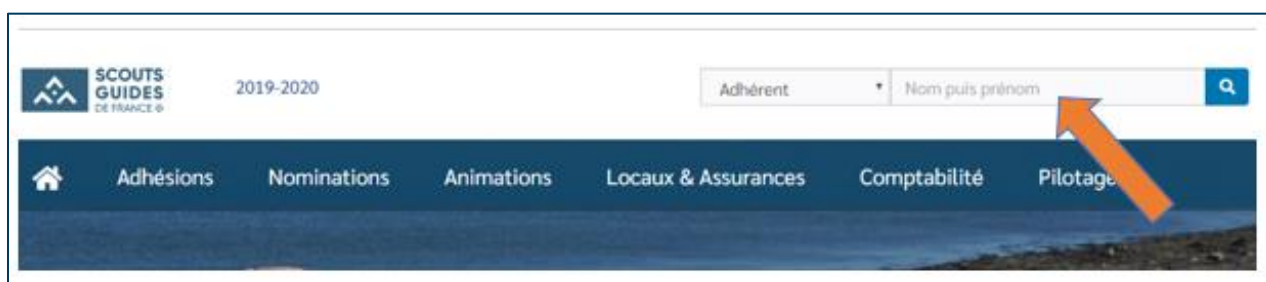 SCOUTS
GUIDES
DE FRANCE
2019-2020
Adhérent
Nom puis prénom
Adhésions Nominations Animations Locaux & Assurances Comptabilité Pilotage